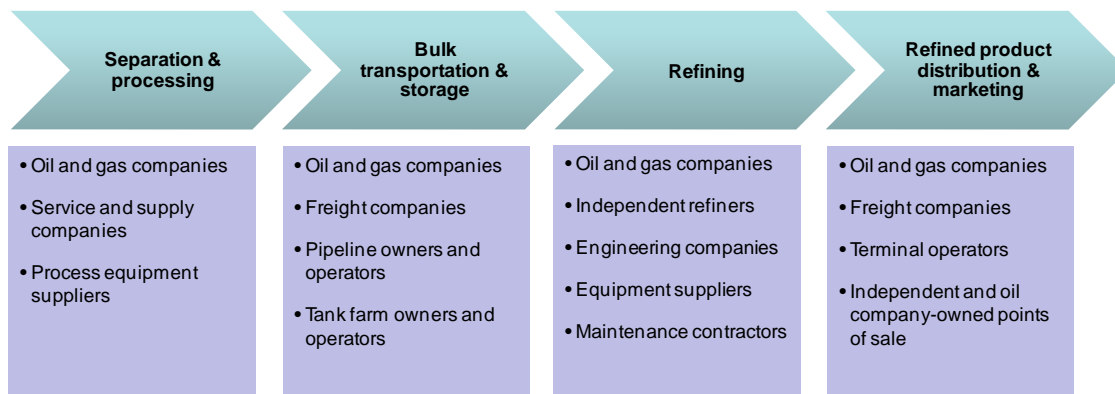 Separation &
processing
Bulk
transportation &
storage
Refining
Refined product
distribution &
marketing
• Oil and gas companies
• Service and supply
companies
• Process equipment
suppliers
• Oil and gas companies
• Freight companies
• Pipeline owners and
operators
• Tank farm owners and
operators
• Oil and gas companies
• Independent refiners
• Engineering companies
• Equipment suppliers
• Maintenance contractors
• Oil and gas companies
• Freight companies
• Terminal operators
• Independent and oil
company-owned points
of sale